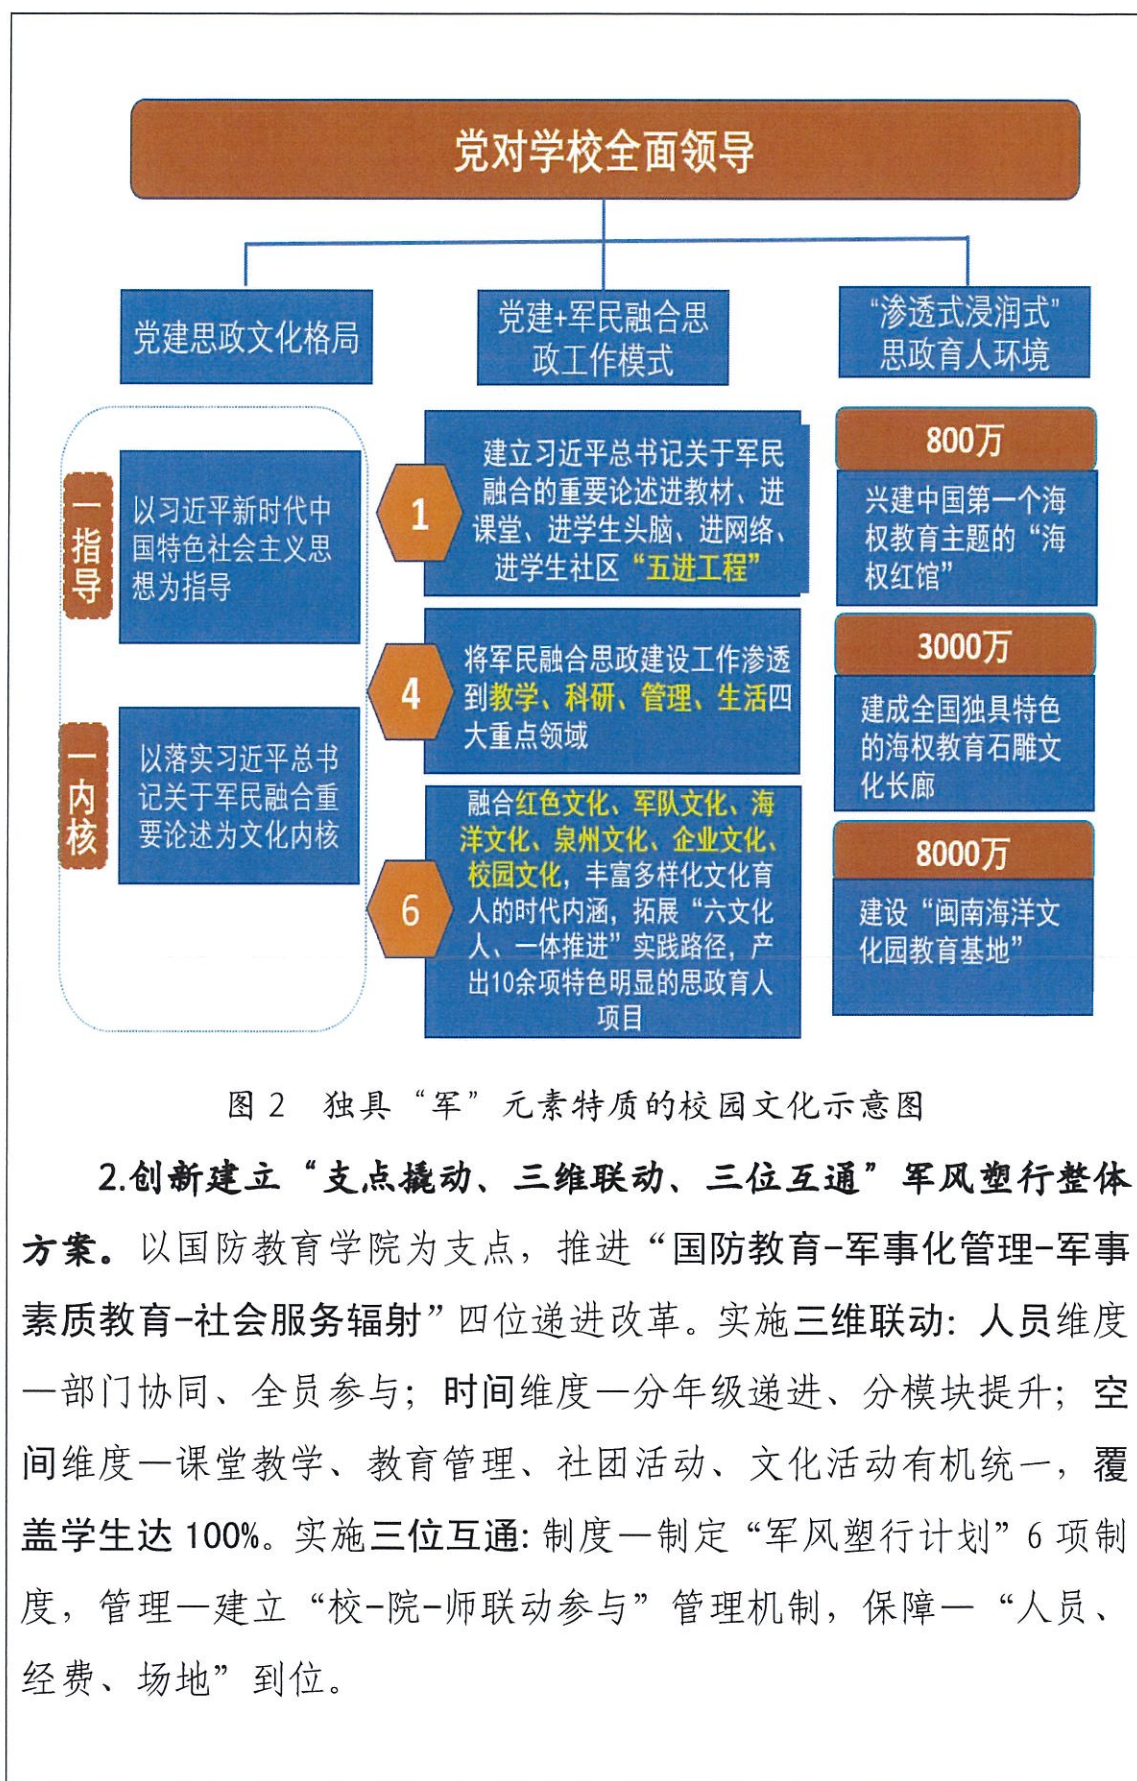 党对学校全面领导
党建思政文化格局
一指导
以习近平新时代中
国特色社会主义思
想为指导
一内核
以落实习近平总书
记关于军民融合重
要论述为文化内核
党建+军民融合思
政工作模式
1
建立习近平总书记关于军民
融合的重要论述进教材、进
课堂、进学生头脑、进网络、
进学生社区“五进工程”
4
将军民融合思政建设工作渗透
到教学、科研、管理、生活四
大重点领域
6
融合红色文化、军队文化、海
洋文化、泉州文化、企业文化、
校园文化，丰富多样化文化育
人的时代内涵，拓展“六文化
人、一体推进”实践路径，产
出10余项特色明显的思政育人
项目
“渗透式浸润式”
思政育人环境
800万
兴建中国第一个海
权教育主题的“海
权红馆”
3000万
建成全国独具特色
的海权教育石雕文
化长廊
8000万
建设“闽南海洋文
化园教育基地”
图 2　独具“军”元素特质的校园文化示意图
2.创新建立“支点撬动、三维联动、三位互通”军风塑行整体
方案。以国防教育学院为支点，推进“国防教育-军事化管理-军事
素质教育-社会服务辐射”四位递进改革。实施三维联动：人员维度
—部门协同、全员参与；时间维度—分年级递进、分模块提升；空
间维度—课堂教学、教育管理、社团活动、文化活动有机统一，覆
盖学生达 100%。实施三位互通：制度—制定“军风塑行计划”6 项制
度，管理—建立“校-院-师联动参与”管理机制，保障—“人员、
经费、场地”到位。